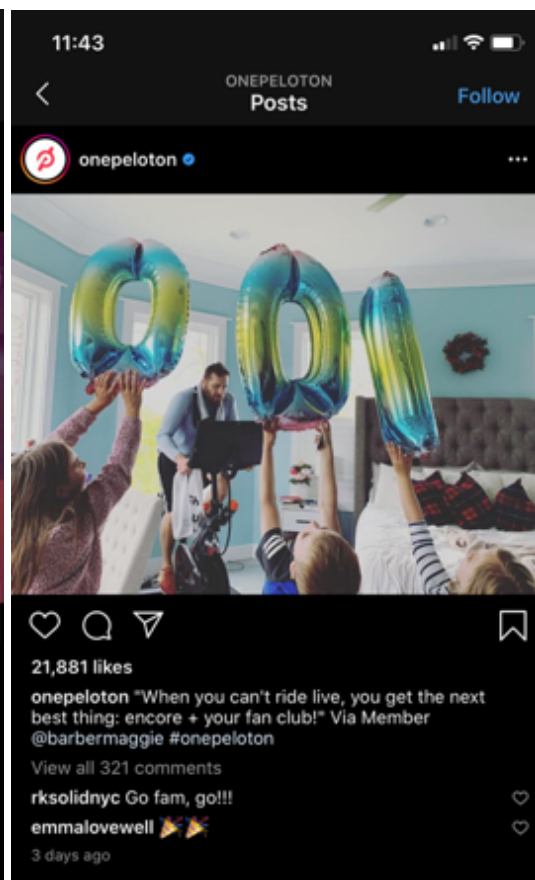 11:43
ONEPELOTON
Posts
Follow
onepeloton
001
21,881 likes
onepeloton "When you can't ride live, you get the next
best thing: encore + your fan club!" Via Member
@barbermaggie #onepeloton
View all 321 comments
rksolidnyc Go fam, go!!!
emmalovewell 🎉🎉
3 days ago